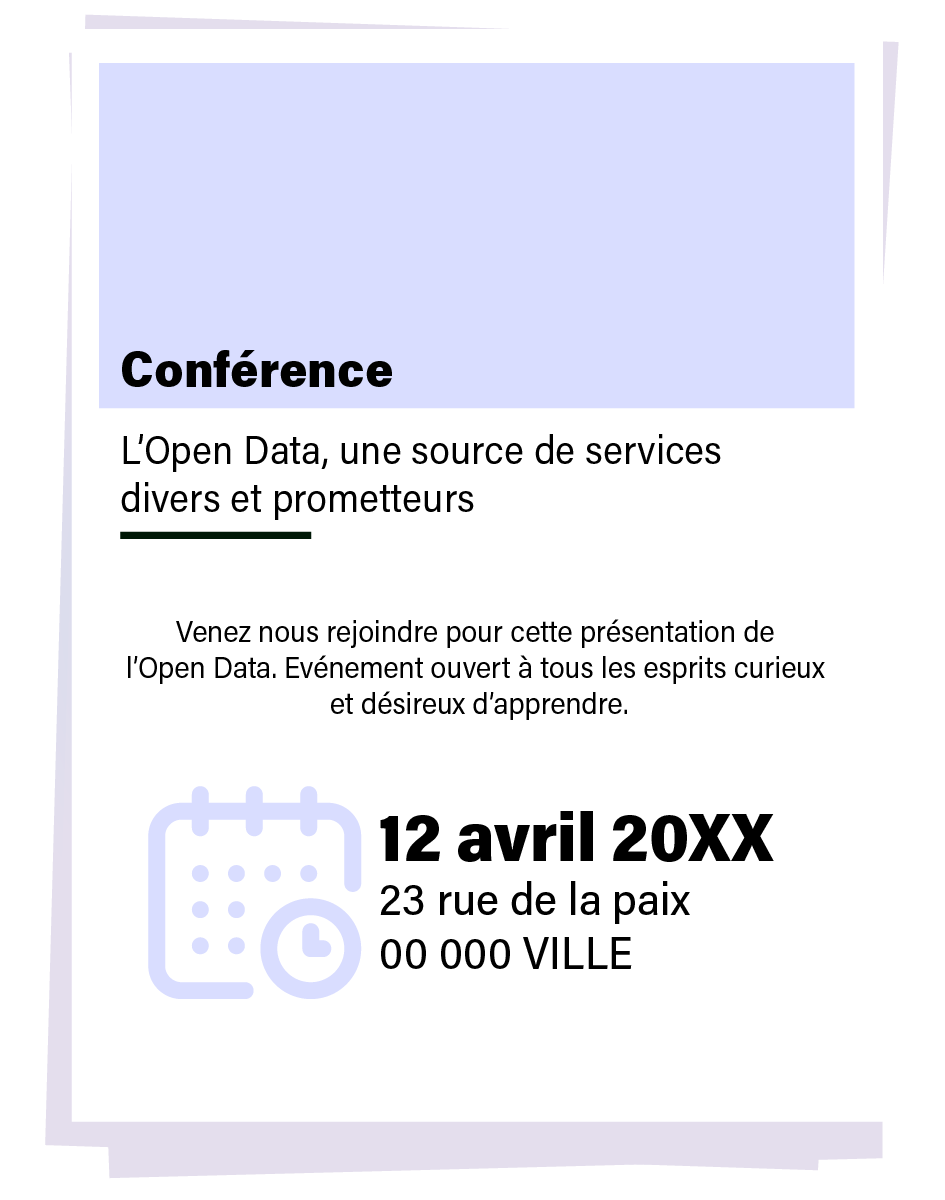 Conférence
L’Open Data, une source de services
divers et prometteurs
Venez nous rejoindre pour cette présentation de
l’Open Data. Evénement ouvert à tous les esprits curieux
et désireux d’apprendre.
12 avril 20XX
23 rue de la paix
00 000 VILLE